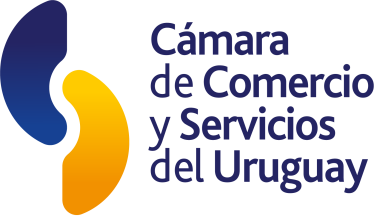 Cámara
de Comercio
y Servicios
del Uruguay